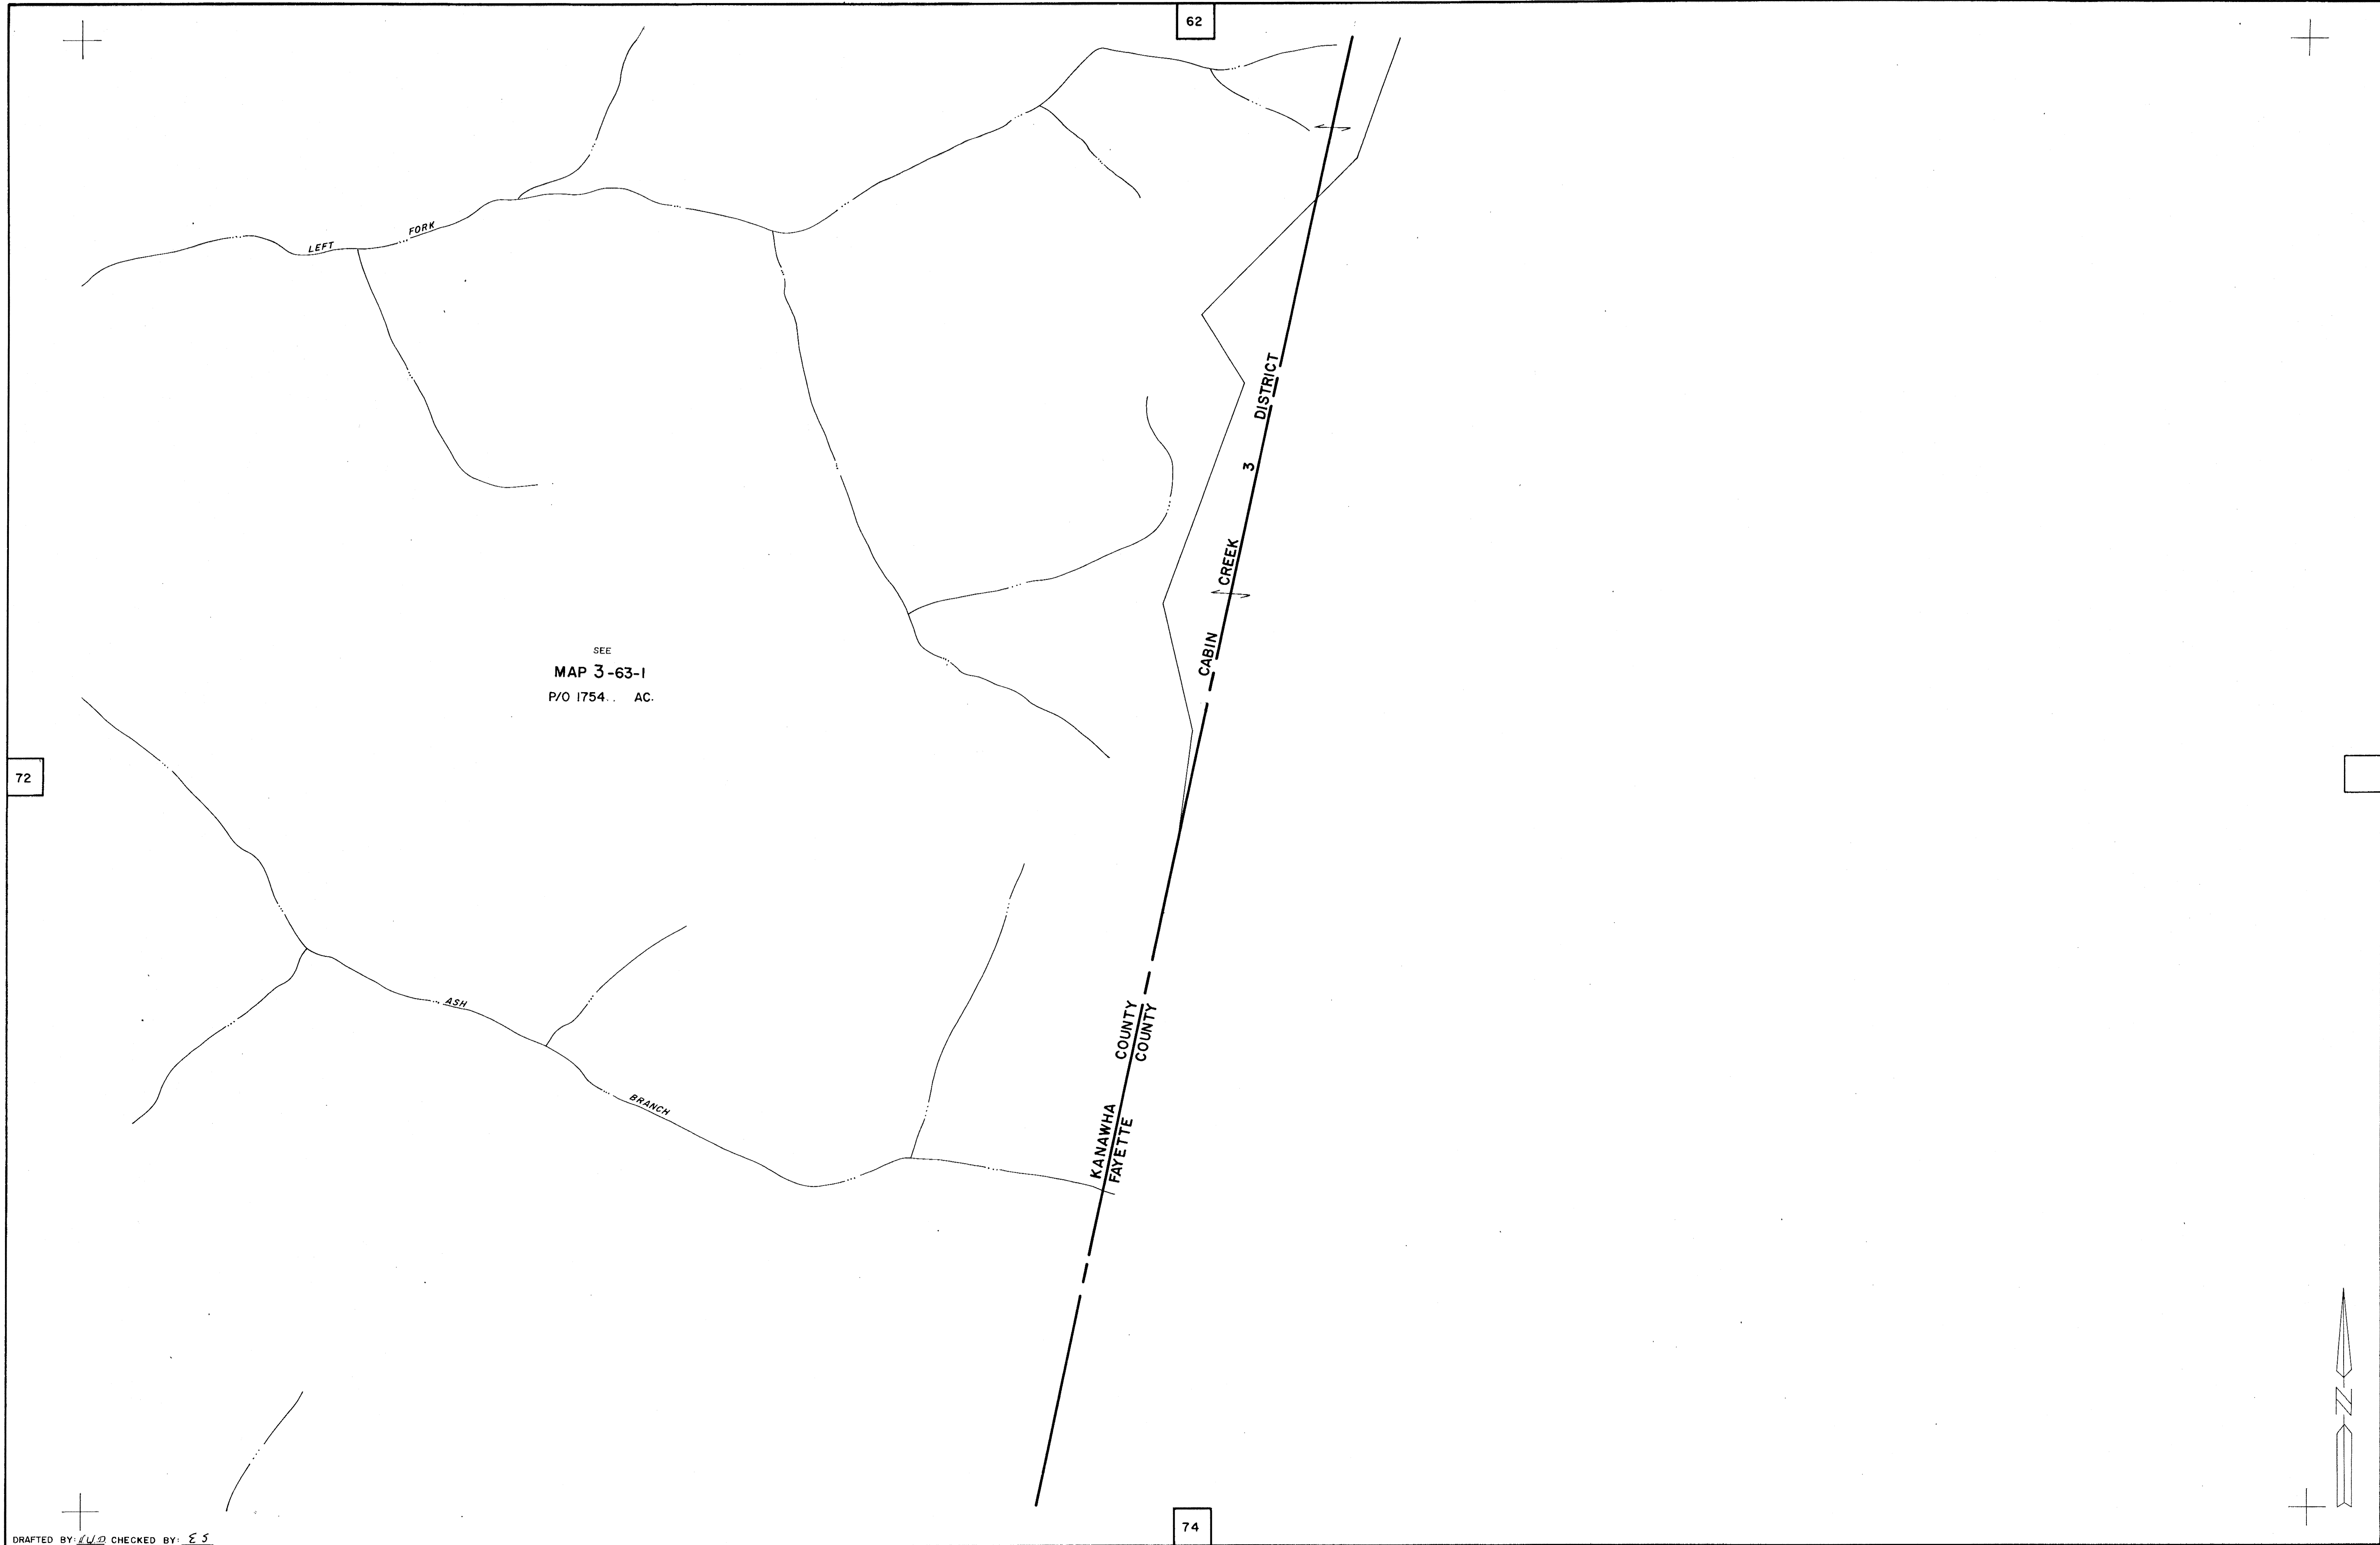 62
LEFT FORK
CABIN CREEK 3 DISTRICT
SEE
MAP 3-63-1
P/O 1754.. AC.
72
ASH BRANCH
KANAWHA COUNTY
FAYETTE COUNTY
N
74
DRAFTED BY: CHECKED BY: ES